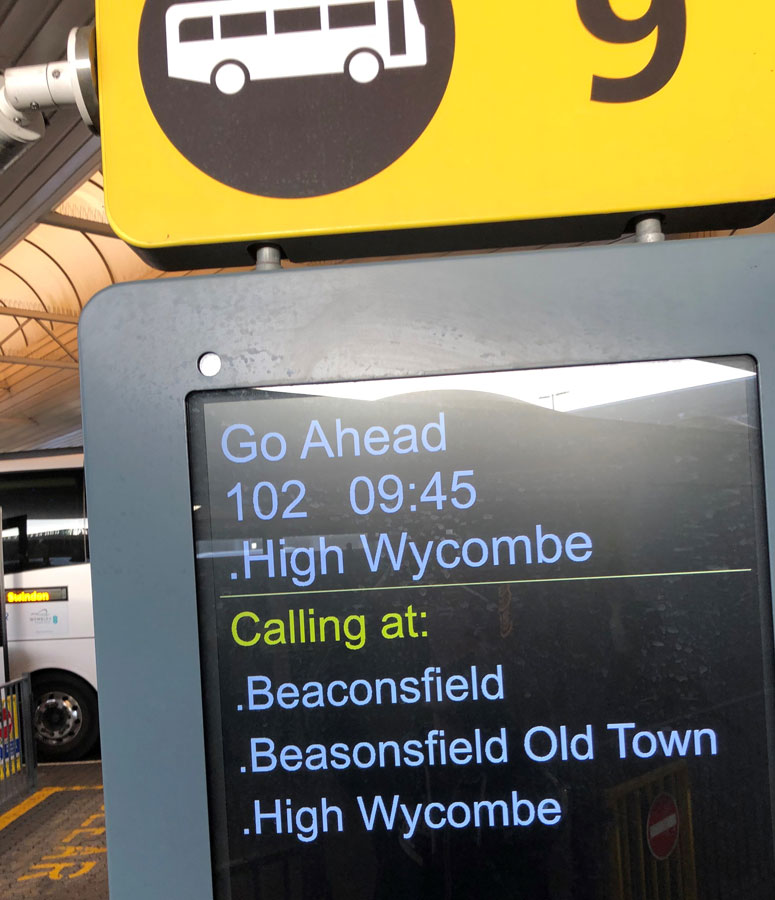 9
Go Ahead
102 09:45
.High Wycombe
Calling at:
.Beaconsfield
.Beasonsfield Old Town
.High Wycombe
Swindon